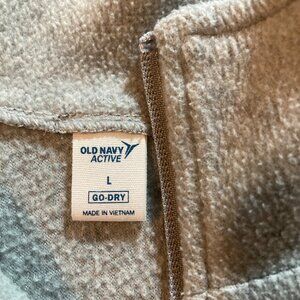 OLD NAVY
ACTIVE
L
GO-DRY
MADE IN VIETNAM